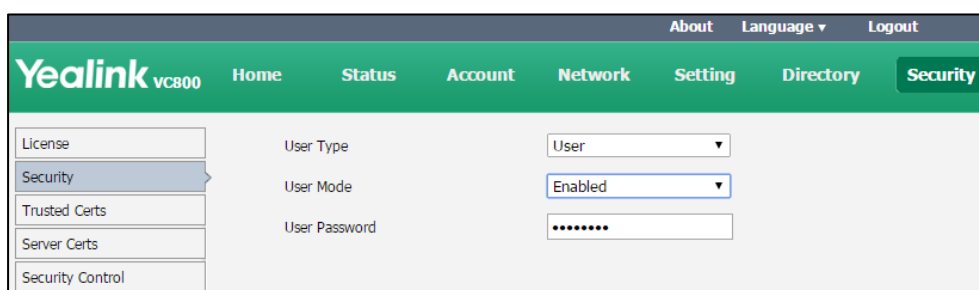 About Language ▾ Logout
Yealink VC800 Home Status Account Network Setting Directory Security
License
Security
Trusted Certs
Server Certs
Security Control
User Type User
User Mode Enabled
User Password ••••••••